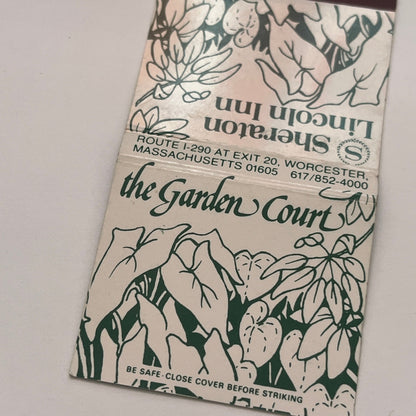 Sheraton
Lincoln Inn
S
ROUTE I-290 AT EXIT 20, WORCESTER,
MASSACHUSETTS 01605 617/852-4000
the Garden Court
BE SAFE-CLOSE COVER BEFORE STRIKING